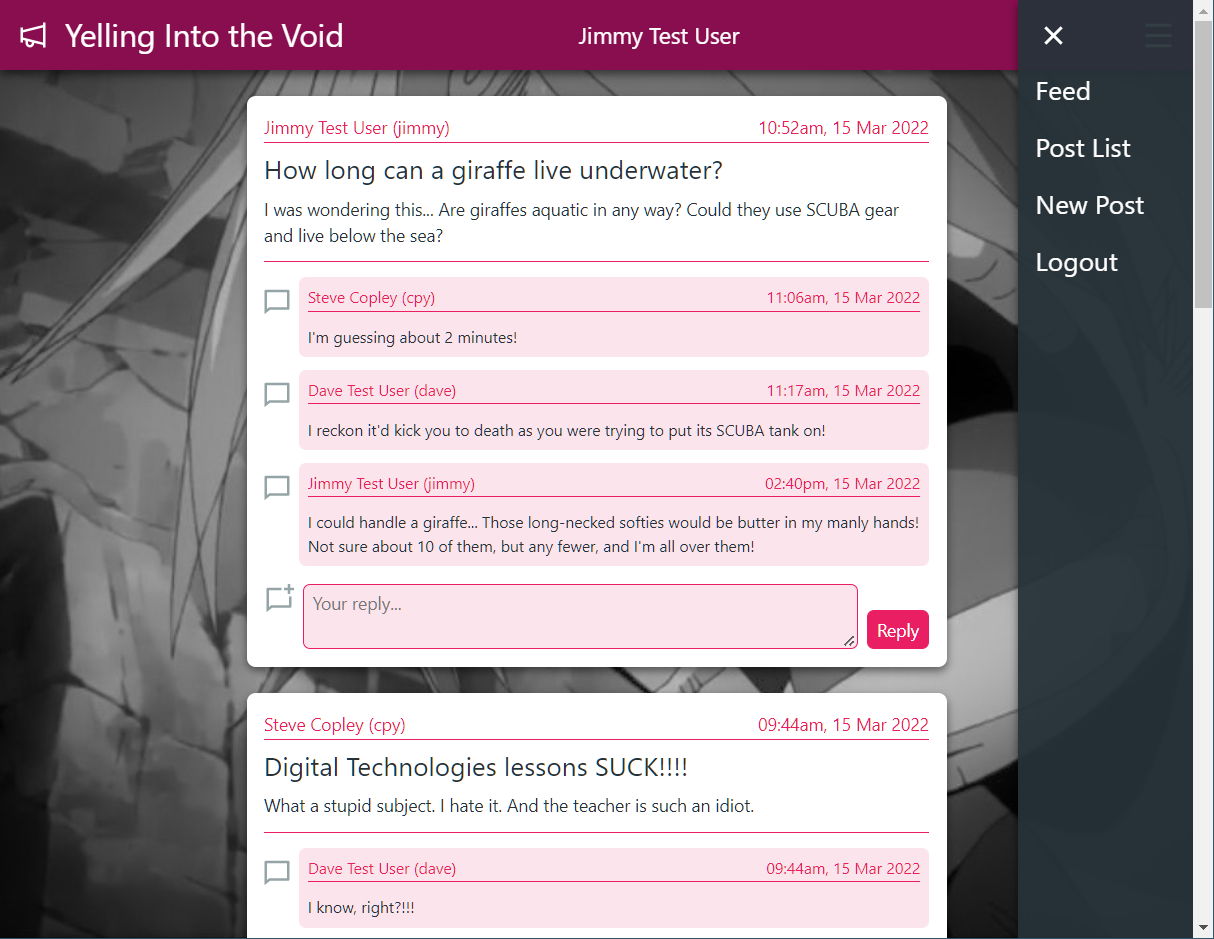 Yelling Into the Void
Jimmy Test User
Feed
Post List
New Post
Logout
Jimmy Test User (jimmy) 10:52am, 15 Mar 2022
How long can a giraffe live underwater?
I was wondering this... Are giraffes aquatic in any way? Could they use SCUBA gear
and live below the sea?
Steve Copley (cpy) 11:06am, 15 Mar 2022
I'm guessing about 2 minutes!
Dave Test User (dave) 11:17am, 15 Mar 2022
I reckon it'd kick you to death as you were trying to put its SCUBA tank on!
Jimmy Test User (jimmy) 02:40pm, 15 Mar 2022
I could handle a giraffe... Those long-necked softies would be butter in my manly hands!
Not sure about 10 of them, but any fewer, and I'm all over them!
Your reply...
Reply
Steve Copley (cpy) 09:44am, 15 Mar 2022
Digital Technologies lessons SUCK!!!!
What a stupid subject. I hate it. And the teacher is such an idiot.
Dave Test User (dave) 09:44am, 15 Mar 2022
I know, right?!!!